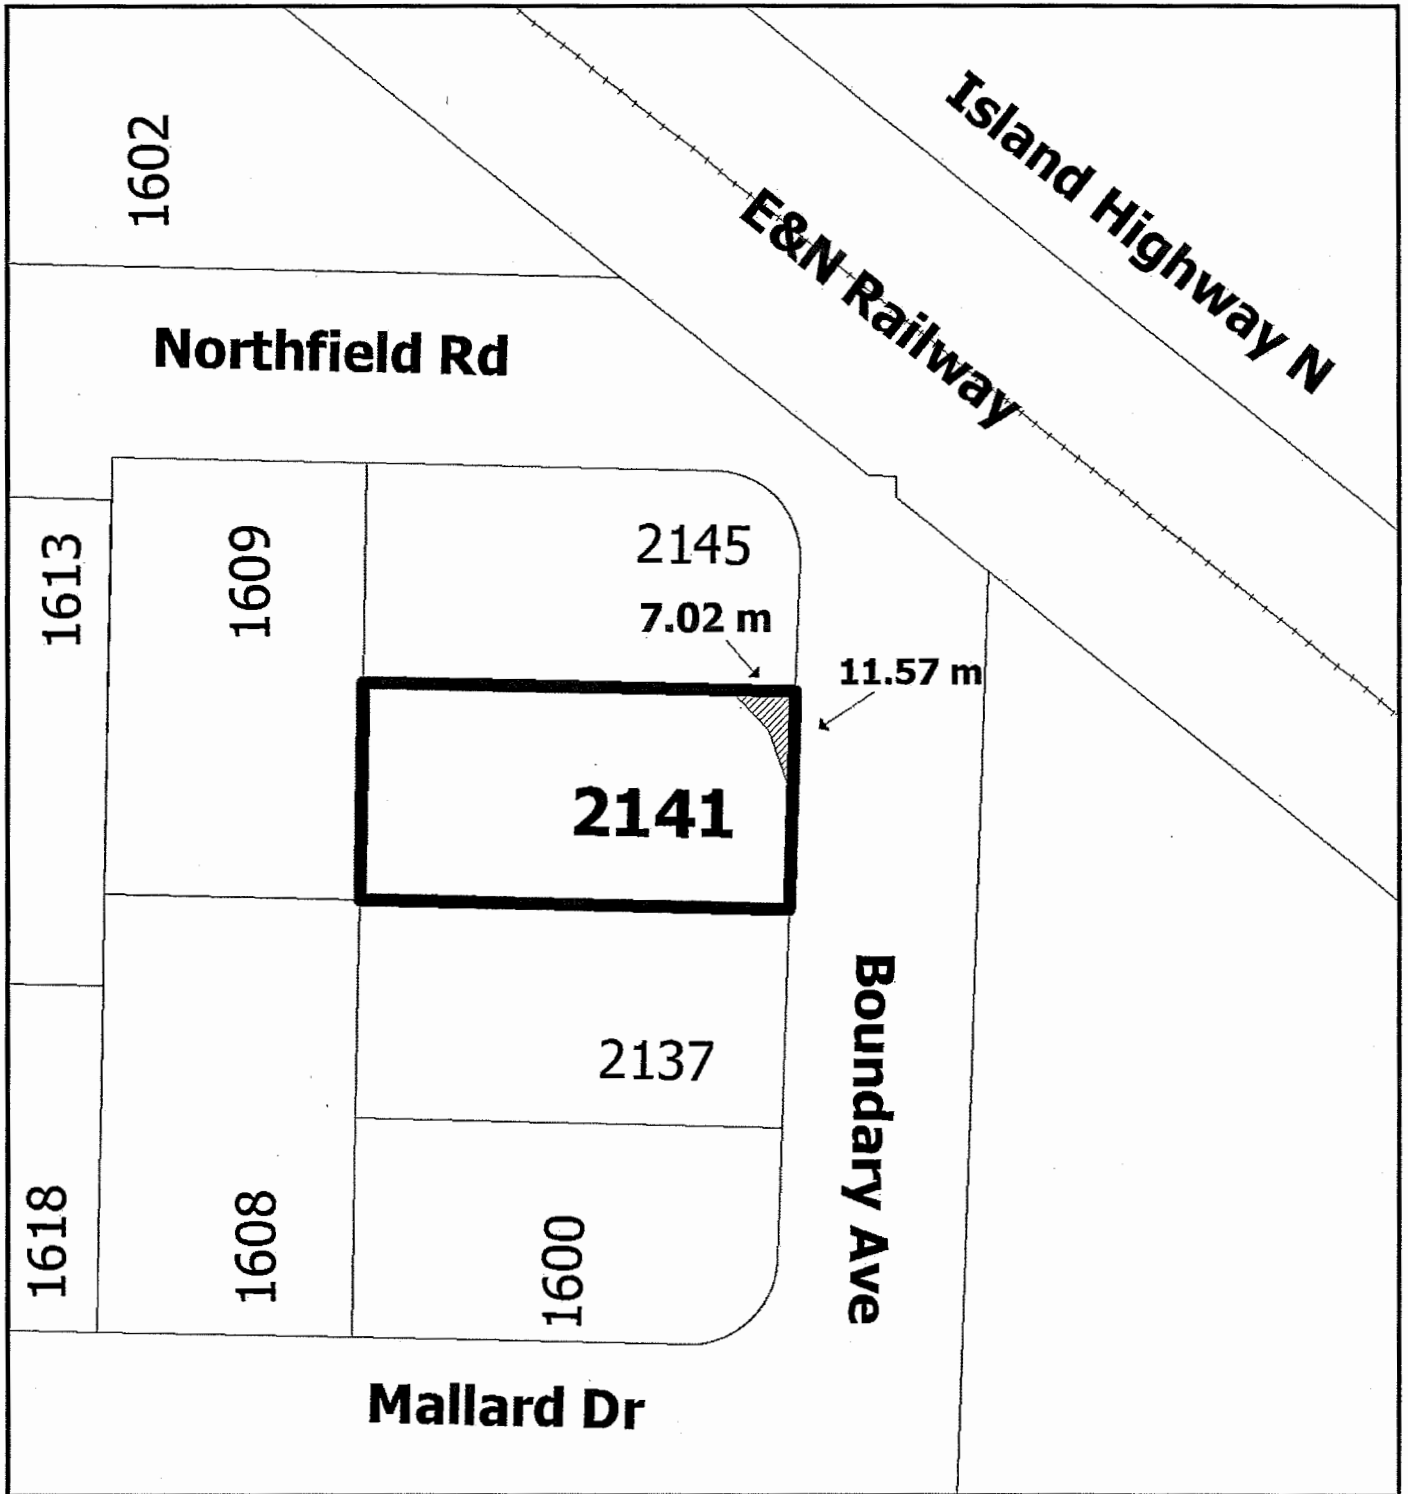 1602
Island Highway N
E&N Railway
Northfield Rd
1613
1609
2145
7.02 m
11.57 m
2141
2137
Boundary Ave
1618
1608
1600
Mallard Dr